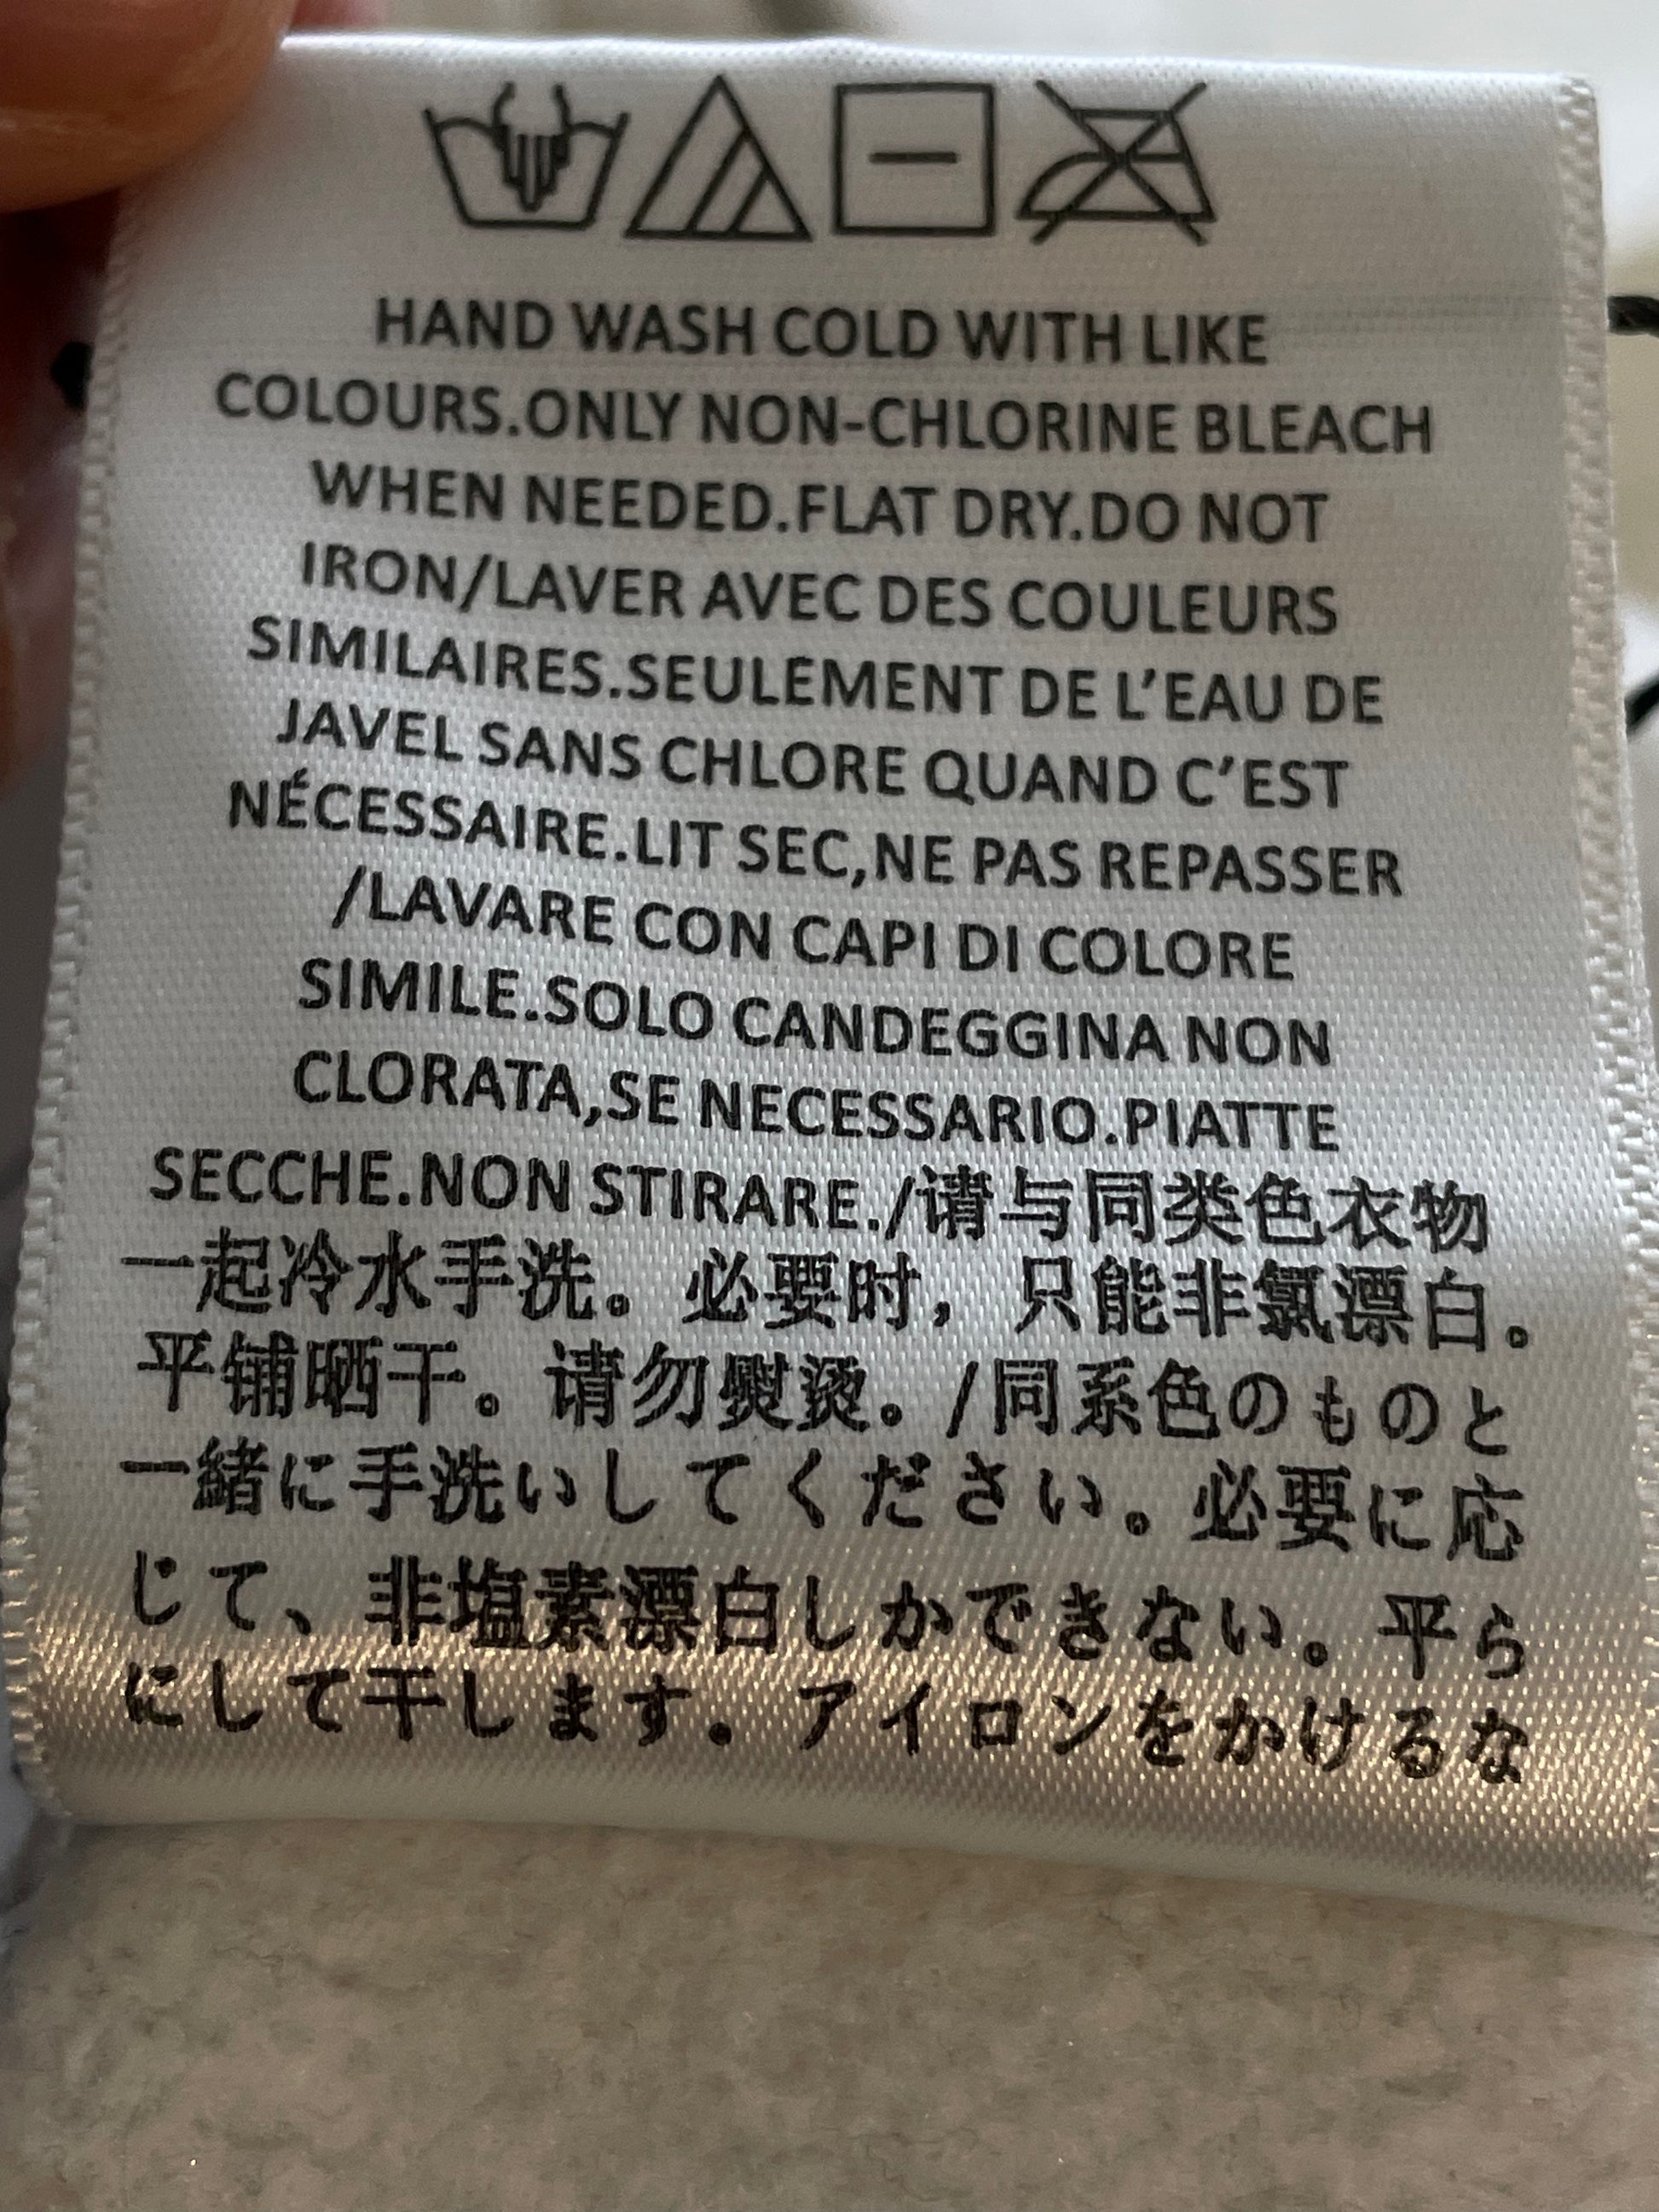 HAND WASH COLD WITH LIKE
COLOURS.ONLY NON-CHLORINE BLEACH
WHEN NEEDED.FLAT DRY.DO NOT
IRON/LAVER AVEC DES COULEURS
SIMILAIRES.SEULEMENT DE L'EAU DE
JAVEL SANS CHLORE QUAND C'EST
NÉCESSAIRE.LIT SEC,NE PAS REPASSER
/LAVARE CON CAPI DI COLORE
SIMILE.SOLO CANDEGGINA NON
CLORATA,SE NECESSARIO.PIATTE
SECCHE.NON STIRARE./请与同类色衣物
一起冷水手洗。必要时，只能非氯漂白。
平铺晒干。请勿熨烫。/同系色のものと
一緒に手洗いしてください。必要に応
じて、非塩素漂白しかできない。平ら
にして干します。アイロンをかけるな